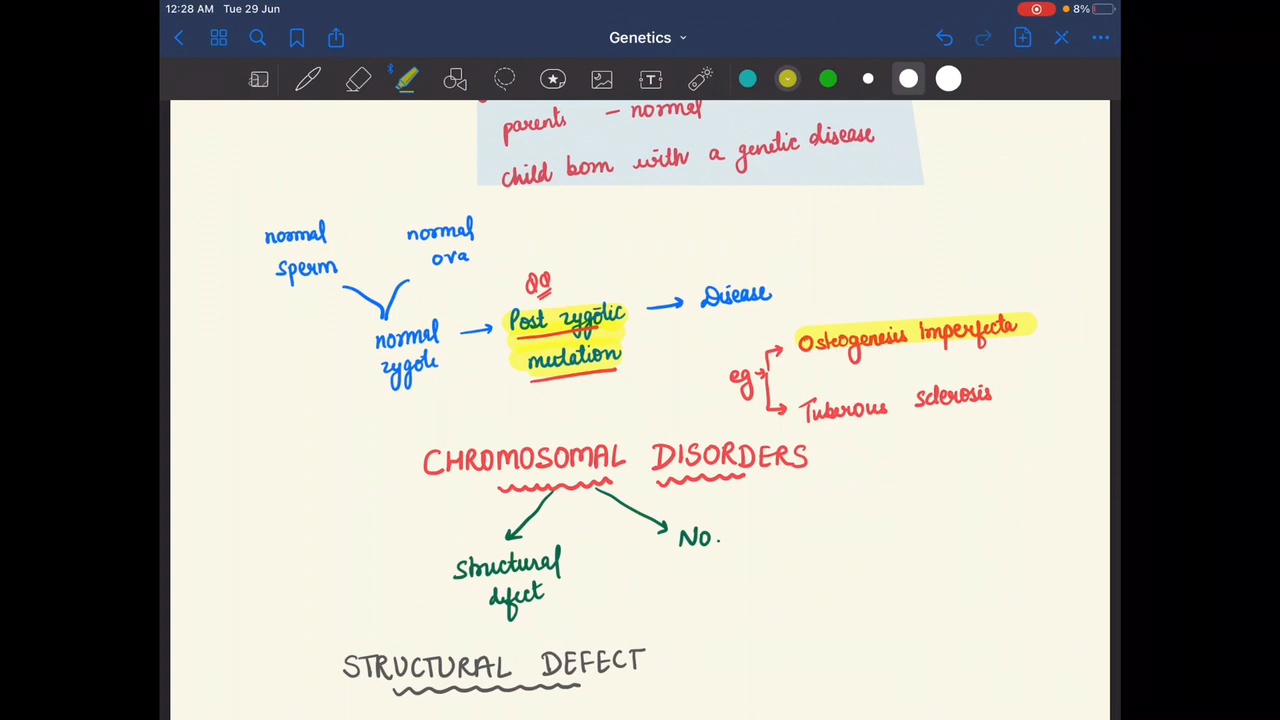 12:28 AM Tue 29 Jun
8%
Genetics
parents - normal
child born with a genetic disease
normal
sperm
normal
ova
normal
zygote
Post zygotic
mutation
Disease
eg
Osteogenesis Imperfecta
Tuberous sclerosis
CHROMOSOMAL DISORDERS
Structural
defect
No.
STRUCTURAL DEFECT